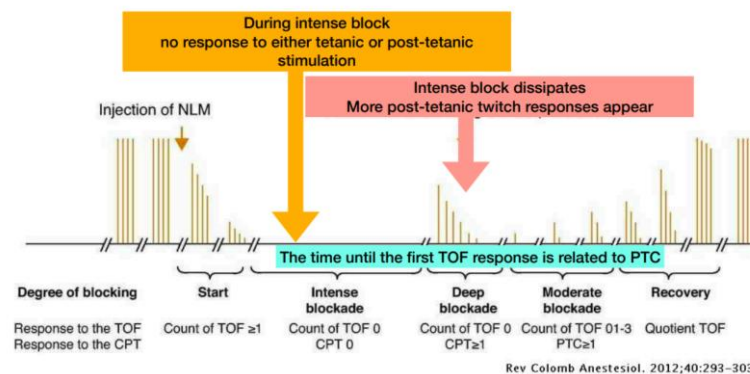 During intense block
no response to either tetanic or post-tetanic
stimulation
Intense block dissipates
More post-tetanic twitch responses appear
Injection of NLM
The time until the first TOF response is related to PTC
Degree of blocking
Start
Intense
blockade
Deep
blockade
Moderate
blockade
Recovery
Response to the TOF
Response to the CPT
Count of TOF ≥1
Count of TOF 0
CPT 0
Count of TOF 0
CPT≥1
Count of TOF 01-3
PTC≥1
Quotient TOF
Rev Colomb Anestesiol. 2012;40:293-303